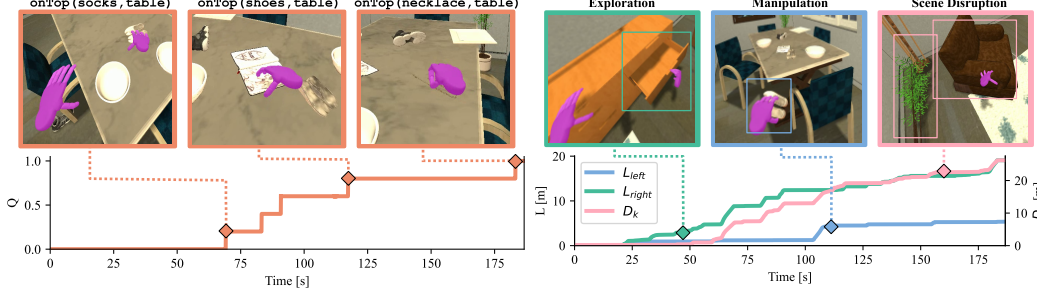 onTop(socks,table) onTop(shoes,table) onTop(necklace,table)
1.0
0.5
0.0
Q
0 25 50 75 100 125 150 175
Time [s]
Exploration Manipulation Scene Disruption
20
10
0
L [m]
L_left
L_right
D_k
20
10
0
0 25 50 75 100 125 150 175
Time [s]